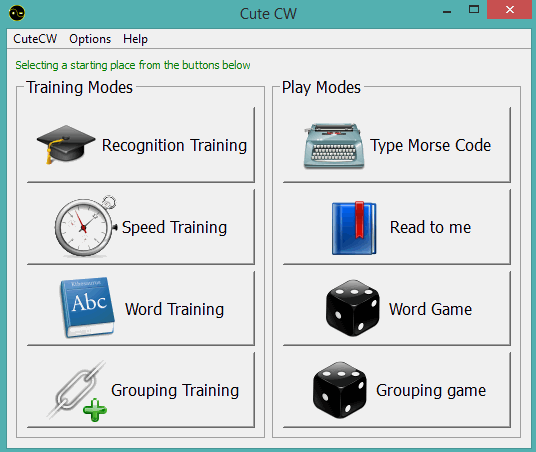 Cute CW
CuteCW Options Help
Selecting a starting place from the buttons below
Training Modes
Recognition Training
Speed Training
Abc
Word Training
Grouping Training
Play Modes
Type Morse Code
Read to me
Word Game
Grouping game